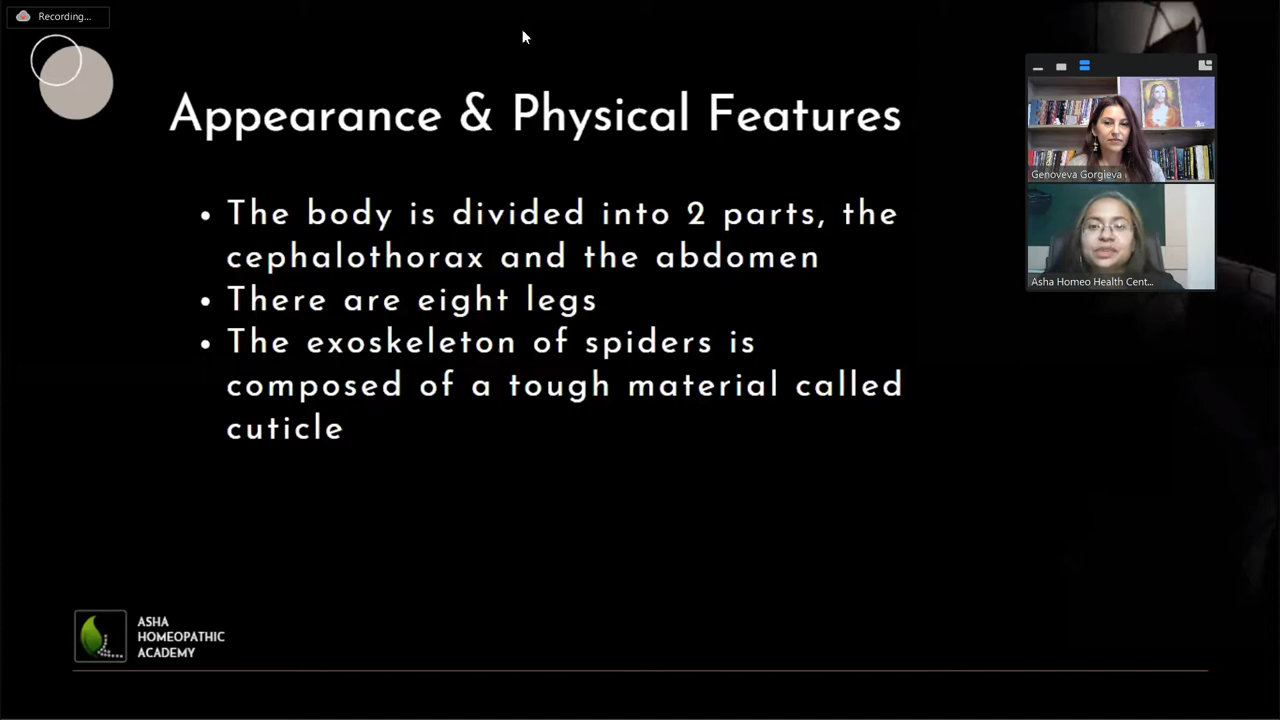 Recording...
Appearance & Physical Features
• The body is divided into 2 parts, the
cephalothorax and the abdomen
• There are eight legs
• The exoskeleton of spiders is
composed of a tough material called
cuticle
Genoveva Gorgieva
Asha Homeo Health Cent...
ASHA
HOMEOPATHIC
ACADEMY